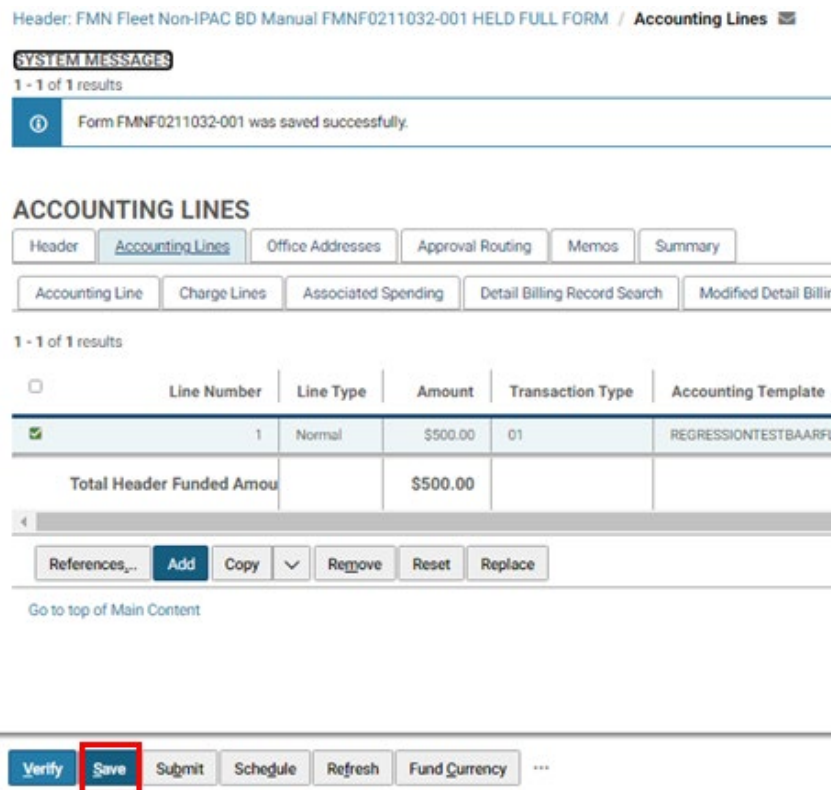 Header: FMN Fleet Non-IPAC BD Manual FMNF0211032-001 HELD FULL FORM / Accounting Lines
SYSTEM MESSAGES
1 - 1 of 1 results
Form FMNF0211032-001 was saved successfully.
ACCOUNTING LINES
Header Accounting Lines Office Addresses Approval Routing Memos Summary
Accounting Line Charge Lines Associated Spending Detail Billing Record Search Modified Detail Billin
1 - 1 of 1 results
Line Number Line Type Amount Transaction Type Accounting Template
1 Normal $500.00 01 REGRESSIONTESTBAARFL
Total Header Funded Amou $500.00
References... Add Copy Remove Reset Replace
Go to top of Main Content
Verify Save Submit Schedule Refresh Fund Currency ...